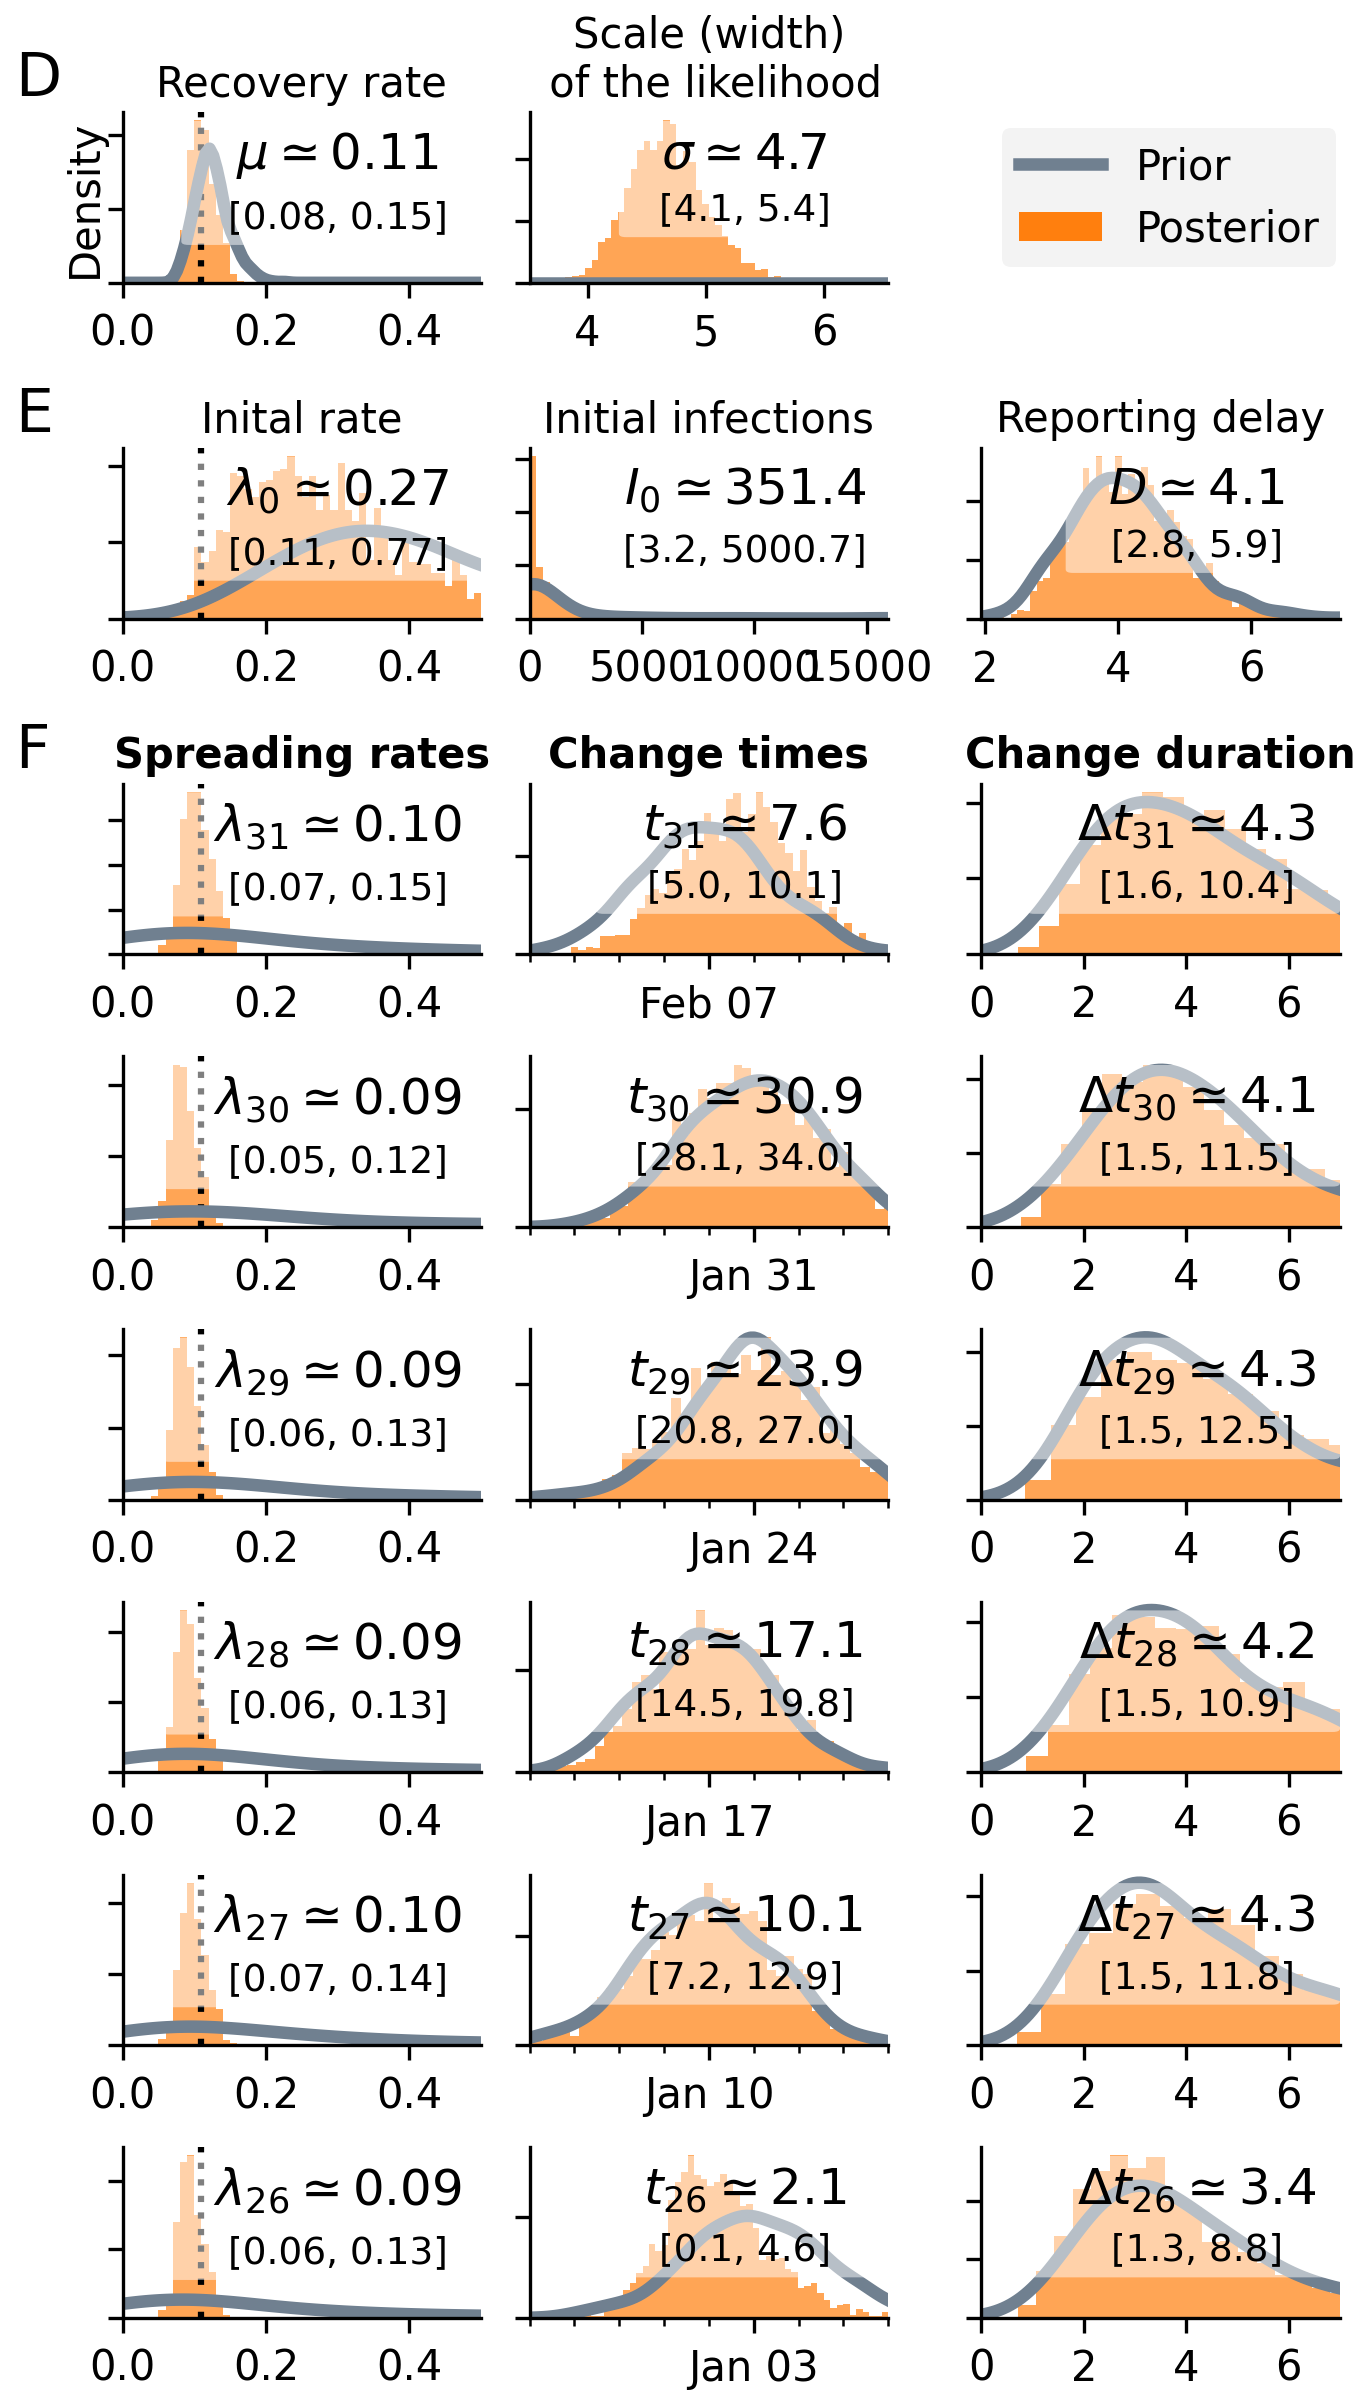 D
Recovery rate
Scale (width)
of the likelihood
Density
μ ≃ 0.11
[0.08, 0.15]
0.0 0.2 0.4
σ ≃ 4.7
[4.1, 5.4]
4 5 6
Prior
Posterior
E
Inital rate
λ0 ≃ 0.27
[0.11, 0.77]
0.0 0.2 0.4
Initial infections
I0 ≃ 351.4
[3.2, 5000.7]
0 5000 10000 15000
Reporting delay
D ≃ 4.1
[2.8, 5.9]
2 4 6
F
Spreading rates
Change times
Change duration
λ31 ≃ 0.10
[0.07, 0.15]
0.0 0.2 0.4
t31 ≃ 7.6
[5.0, 10.1]
Feb 07
Δt31 ≃ 4.3
[1.6, 10.4]
0 2 4 6
λ30 ≃ 0.09
[0.05, 0.12]
0.0 0.2 0.4
t30 ≃ 30.9
[28.1, 34.0]
Jan 31
Δt30 ≃ 4.1
[1.5, 11.5]
0 2 4 6
λ29 ≃ 0.09
[0.06, 0.13]
0.0 0.2 0.4
t29 ≃ 23.9
[20.8, 27.0]
Jan 24
Δt29 ≃ 4.3
[1.5, 12.5]
0 2 4 6
λ28 ≃ 0.09
[0.06, 0.13]
0.0 0.2 0.4
t28 ≃ 17.1
[14.5, 19.8]
Jan 17
Δt28 ≃ 4.2
[1.5, 10.9]
0 2 4 6
λ27 ≃ 0.10
[0.07, 0.14]
0.0 0.2 0.4
t27 ≃ 10.1
[7.2, 12.9]
Jan 10
Δt27 ≃ 4.3
[1.5, 11.8]
0 2 4 6
λ26 ≃ 0.09
[0.06, 0.13]
0.0 0.2 0.4
t26 ≃ 2.1
[0.1, 4.6]
Jan 03
Δt26 ≃ 3.4
[1.3, 8.8]
0 2 4 6